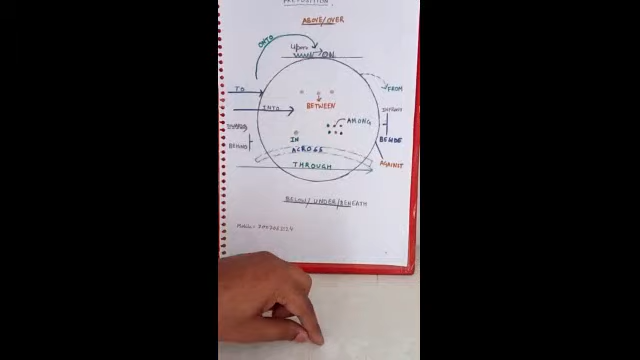 PREPOSITION
ABOVE/OVER
ONTO
Upon
ON
FROM
TO
INTO
BETWEEN
AMONG
IN
BEHIND
BESIDE
ACROSS
THROUGH
AGAINST
BELOW/UNDER/BENEATH